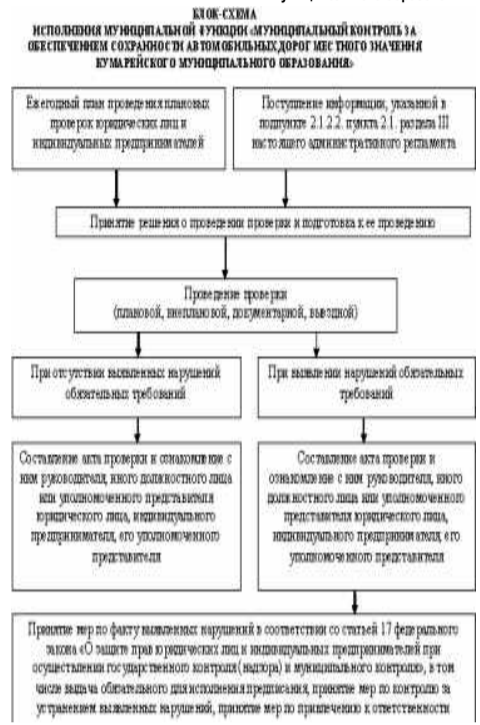 БЛОК-СХЕМА
ИСПОЛНЕНИЯ МУНИЦИПАЛЬНОЙ ФУНКЦИИ «МУНИЦИПАЛЬНЫЙ КОНТРОЛЬ ЗА
ОБЕСПЕЧЕНИЕМ СОХРАННОСТИ АВТОМОБИЛЬНЫХ ДОРОГ МЕСТНОГО ЗНАЧЕНИЯ
КУМАРЕЙСКОГО МУНИЦИПАЛЬНОГО ОБРАЗОВАНИЯ»
Ежегодный план проведения плановых
проверок юридических лиц и
индивидуальных предпринимателей
Поступление информации, указанной в
подпункте 2.1.2.2. пункта 2.1. раздела III
настоящего административного регламента
Принятие решения о проведении проверки и подготовка к ее проведению
Проведение проверки
(плановой, внеплановой, документарной, выездной)
При отсутствии выявленных нарушений
обязательных требований
При выявлении нарушений обязательных
требований
Составление акта проверки и ознакомление с
ним руководителя, иного должностного лица
или уполномоченного представителя
юридического лица, индивидуального
предпринимателя, его уполномоченного
представителя
Составление акта проверки и
ознакомление с ним руководителя, иного
должностного лица или уполномоченного
представителя юридического лица,
индивидуального предпринимателя, его
уполномоченного представителя
Принятие мер по факту выявленных нарушений в соответствии со статьей 17 федерального
закона «О защите прав юридических лиц и индивидуальных предпринимателей при
осуществлении государственного контроля (надзора) и муниципального контроля», в том
числе выдача обязательного для исполнения предписания, принятие мер по контролю за
устранением выявленных нарушений, принятие мер по привлечению к ответственности